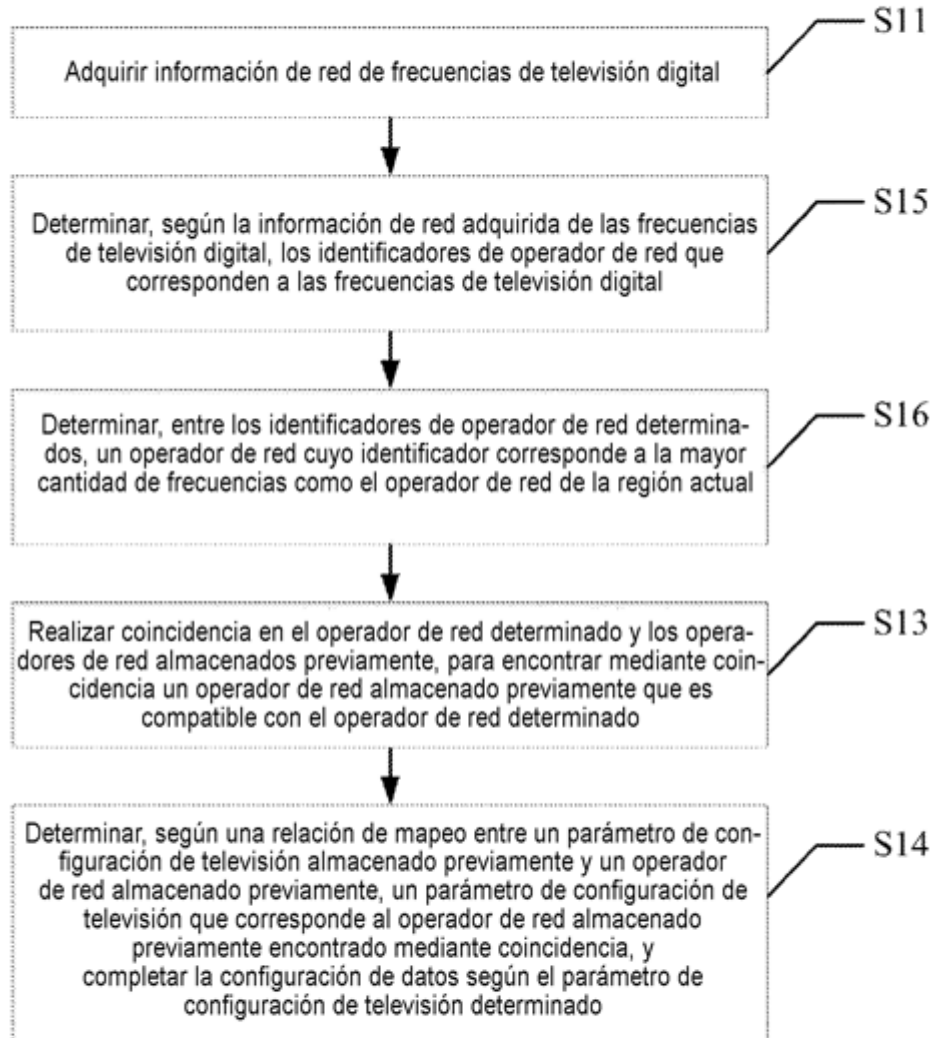 S11
Adquirir información de red de frecuencias de televisión digital
S15
Determinar, según la información de red adquirida de las frecuencias
de televisión digital, los identificadores de operador de red que
corresponden a las frecuencias de televisión digital
S16
Determinar, entre los identificadores de operador de red determina-
dos, un operador de red cuyo identificador corresponde a la mayor
cantidad de frecuencias como el operador de red de la región actual
S13
Realizar coincidencia en el operador de red determinado y los opera-
dores de red almacenados previamente, para encontrar mediante coin-
cidencia un operador de red almacenado previamente que es
compatible con el operador de red determinado
S14
Determinar, según una relación de mapeo entre un parámetro de con-
figuración de televisión almacenado previamente y un operador
de red almacenado previamente, un parámetro de configuración de
televisión que corresponde al operador de red almacenado
previamente encontrado mediante coincidencia, y
completar la configuración de datos según el parámetro de
configuración de televisión determinado